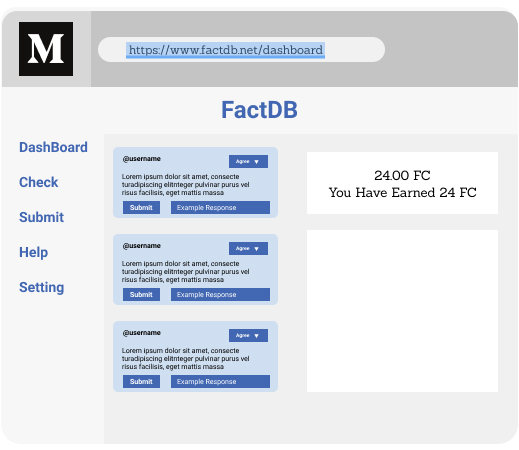 M
https://www.factdb.net/dashboard
FactDB
DashBoard
Check
Submit
Help
Setting
@username
Agree
Lorem ipsum dolor sit amet, consecte
turadipiscing elitnteger pulvinar purus vel
risus facilisis, eget mattis massa
Submit
Example Response
@username
Agree
Lorem ipsum dolor sit amet, consecte
turadipiscing elitnteger pulvinar purus vel
risus facilisis, eget mattis massa
Submit
Example Response
@username
Agree
Lorem ipsum dolor sit amet, consecte
turadipiscing elitnteger pulvinar purus vel
risus facilisis, eget mattis massa
Submit
Example Response
24.00 FC
You Have Earned 24 FC